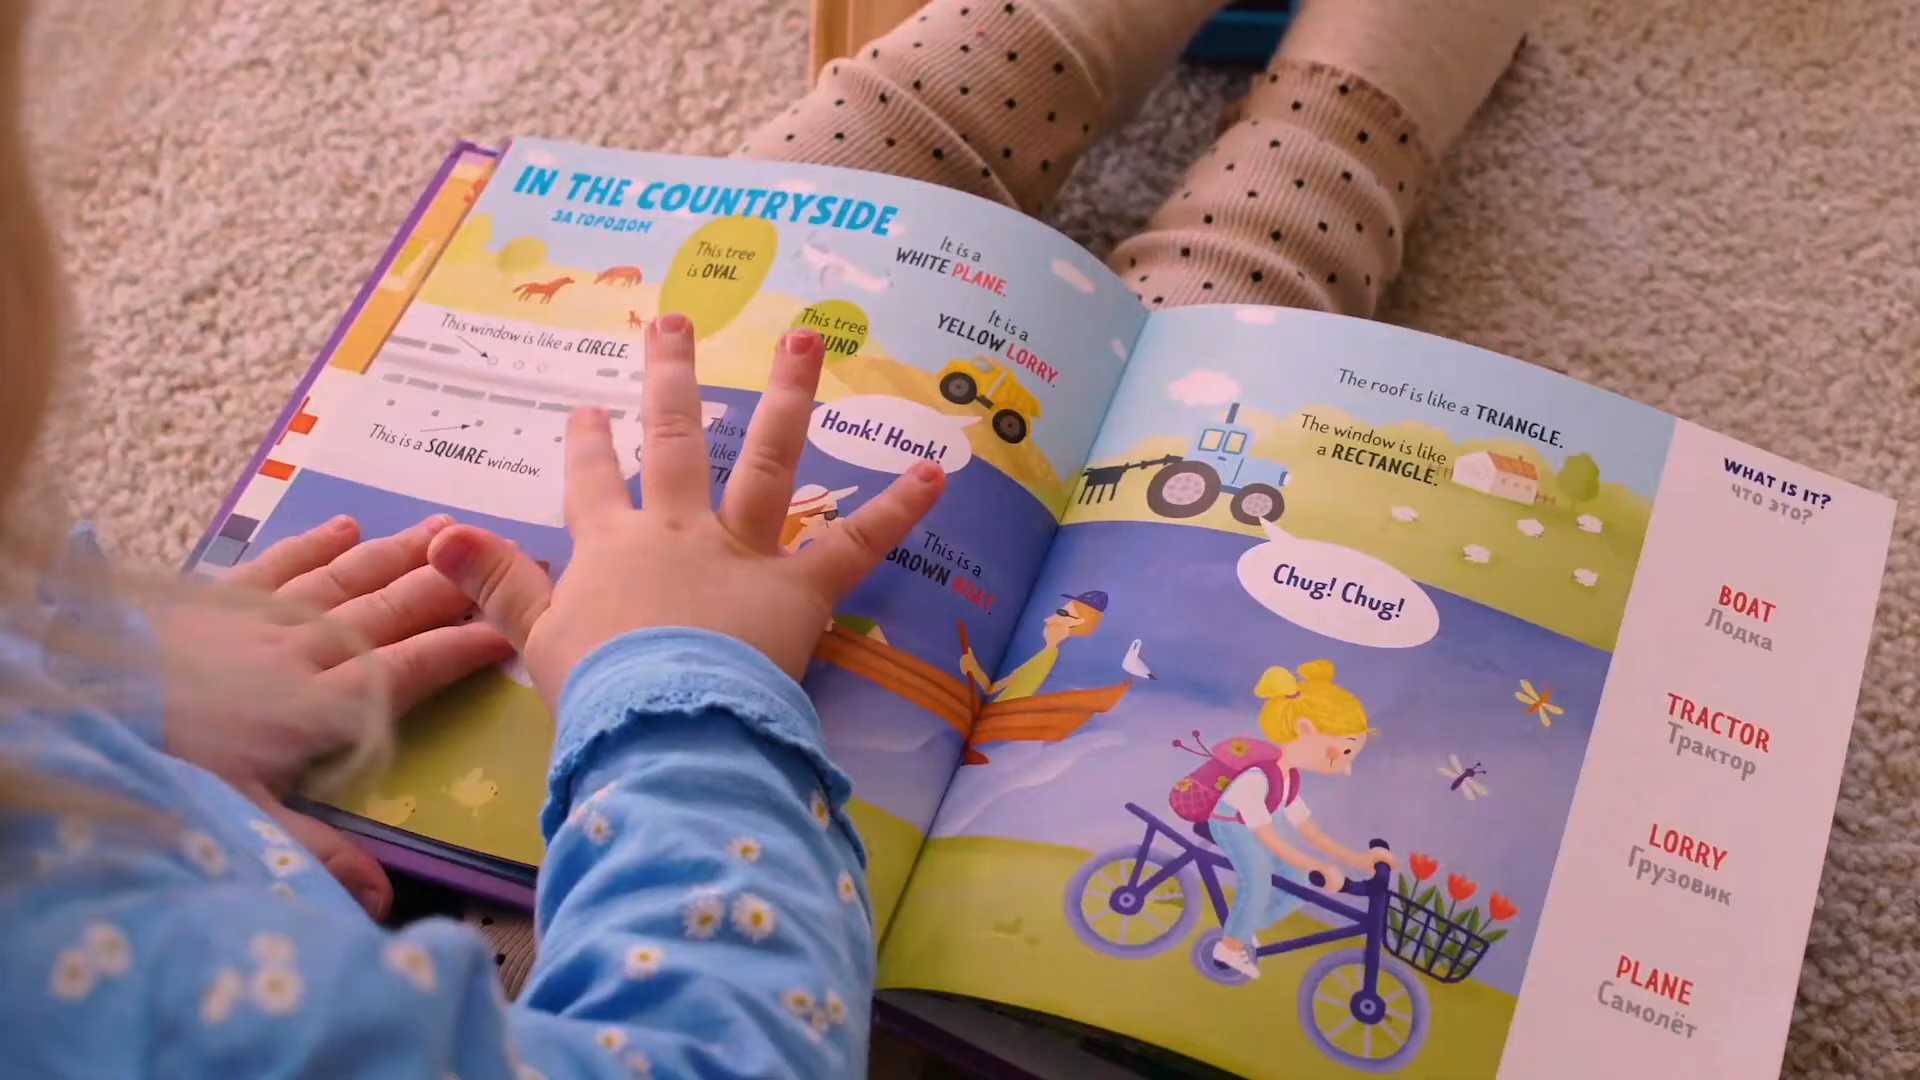 IN THE COUNTRYSIDE
ЗА ГОРОДОМ
This tree
is OVAL.
It is a
WHITE PLANE.
This tree
It is a
YELLOW LORRY.
This window is like a CIRCLE.
This is a SQUARE window.
like
Honk! Honk!
This is a
BROWN BOAT.
The roof is like a TRIANGLE.
The window is like
a RECTANGLE.
Chug! Chug!
WHAT IS IT?
ЧТО ЭТО?
BOAT
Лодка
TRACTOR
Трактор
LORRY
Грузовик
PLANE
Самолёт